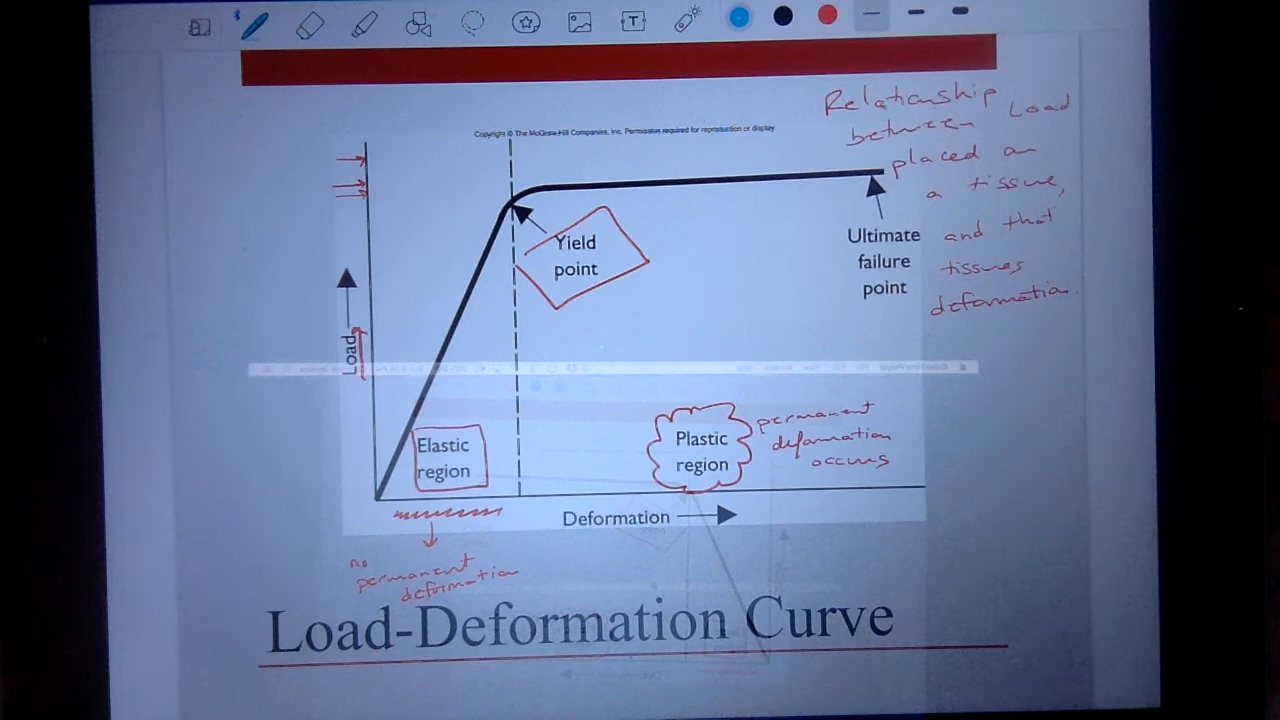 T
Copyright © The McGraw-Hill Companies, Inc. Permission required for reproduction or display
Relationship
between Load
placed on
a tissue,
and that
tissues
deformation.
Yield
point
Ultimate
failure
point
Load
Elastic
region
Plastic
region
permanent
deformation
occurs
Deformation
no
permanent
deformation
Load-Deformation Curve